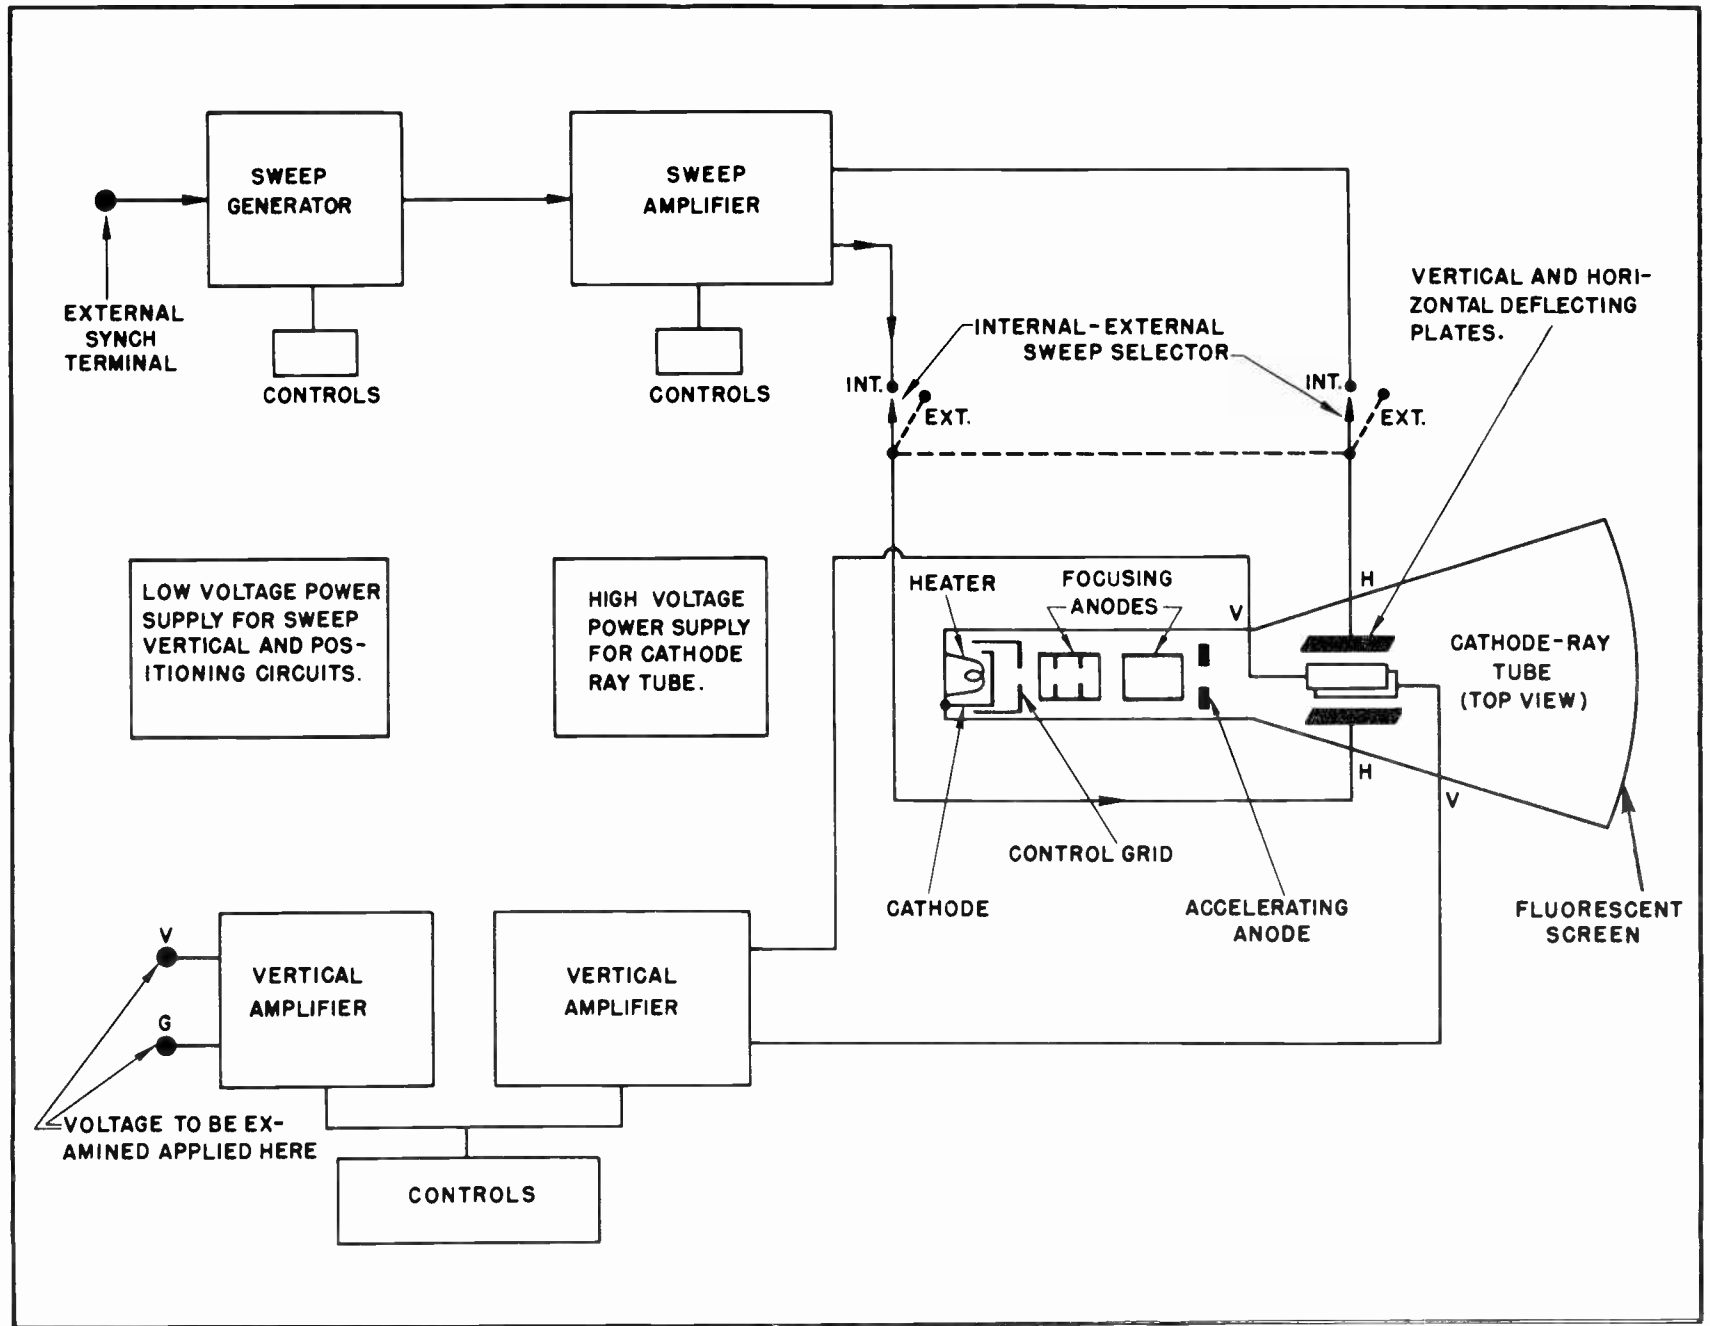 SWEEP
GENERATOR
SWEEP
AMPLIFIER
EXTERNAL
SYNCH
TERMINAL
CONTROLS
CONTROLS
VERTICAL AND HORI-
ZONTAL DEFLECTING
PLATES.
INTERNAL-EXTERNAL
SWEEP SELECTOR
INT.
EXT.
INT.
EXT.
LOW VOLTAGE POWER
SUPPLY FOR SWEEP
VERTICAL AND POS-
ITIONING CIRCUITS.
HIGH VOLTAGE
POWER SUPPLY
FOR CATHODE
RAY TUBE.
HEATER
FOCUSING
ANODES
V
H
CATHODE-RAY
TUBE
(TOP VIEW)
H
V
CONTROL GRID
CATHODE
ACCELERATING
ANODE
FLUORESCENT
SCREEN
V
G
VERTICAL
AMPLIFIER
VERTICAL
AMPLIFIER
VOLTAGE TO BE EX-
AMINED APPLIED HERE
CONTROLS